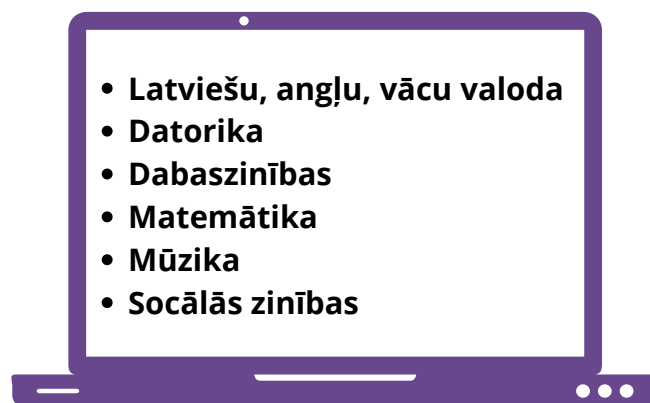 • Latviešu, angļu, vācu valoda
• Datorika
• Dabaszinības
• Matemātika
• Mūzika
• Socālās zinības